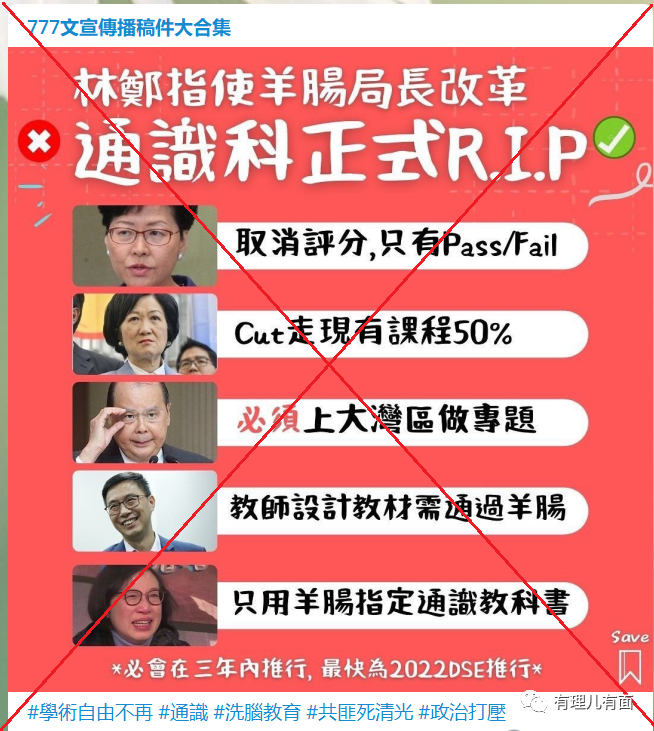 777文宣傳播稿件大合集
林鄭指使羊腸局長改革
通識科正式R.I.P
取消評分,只有Pass/Fail
Cut走現有課程50%
必須上大灣區做專題
教師設計教材需通過羊腸
只用羊腸指定通識教科書
Save
*必會在三年內推行, 最快為2022DSE推行*
有理儿有面
#學術自由不再 #通識 #洗腦教育 #共匪死清光 #政治打壓